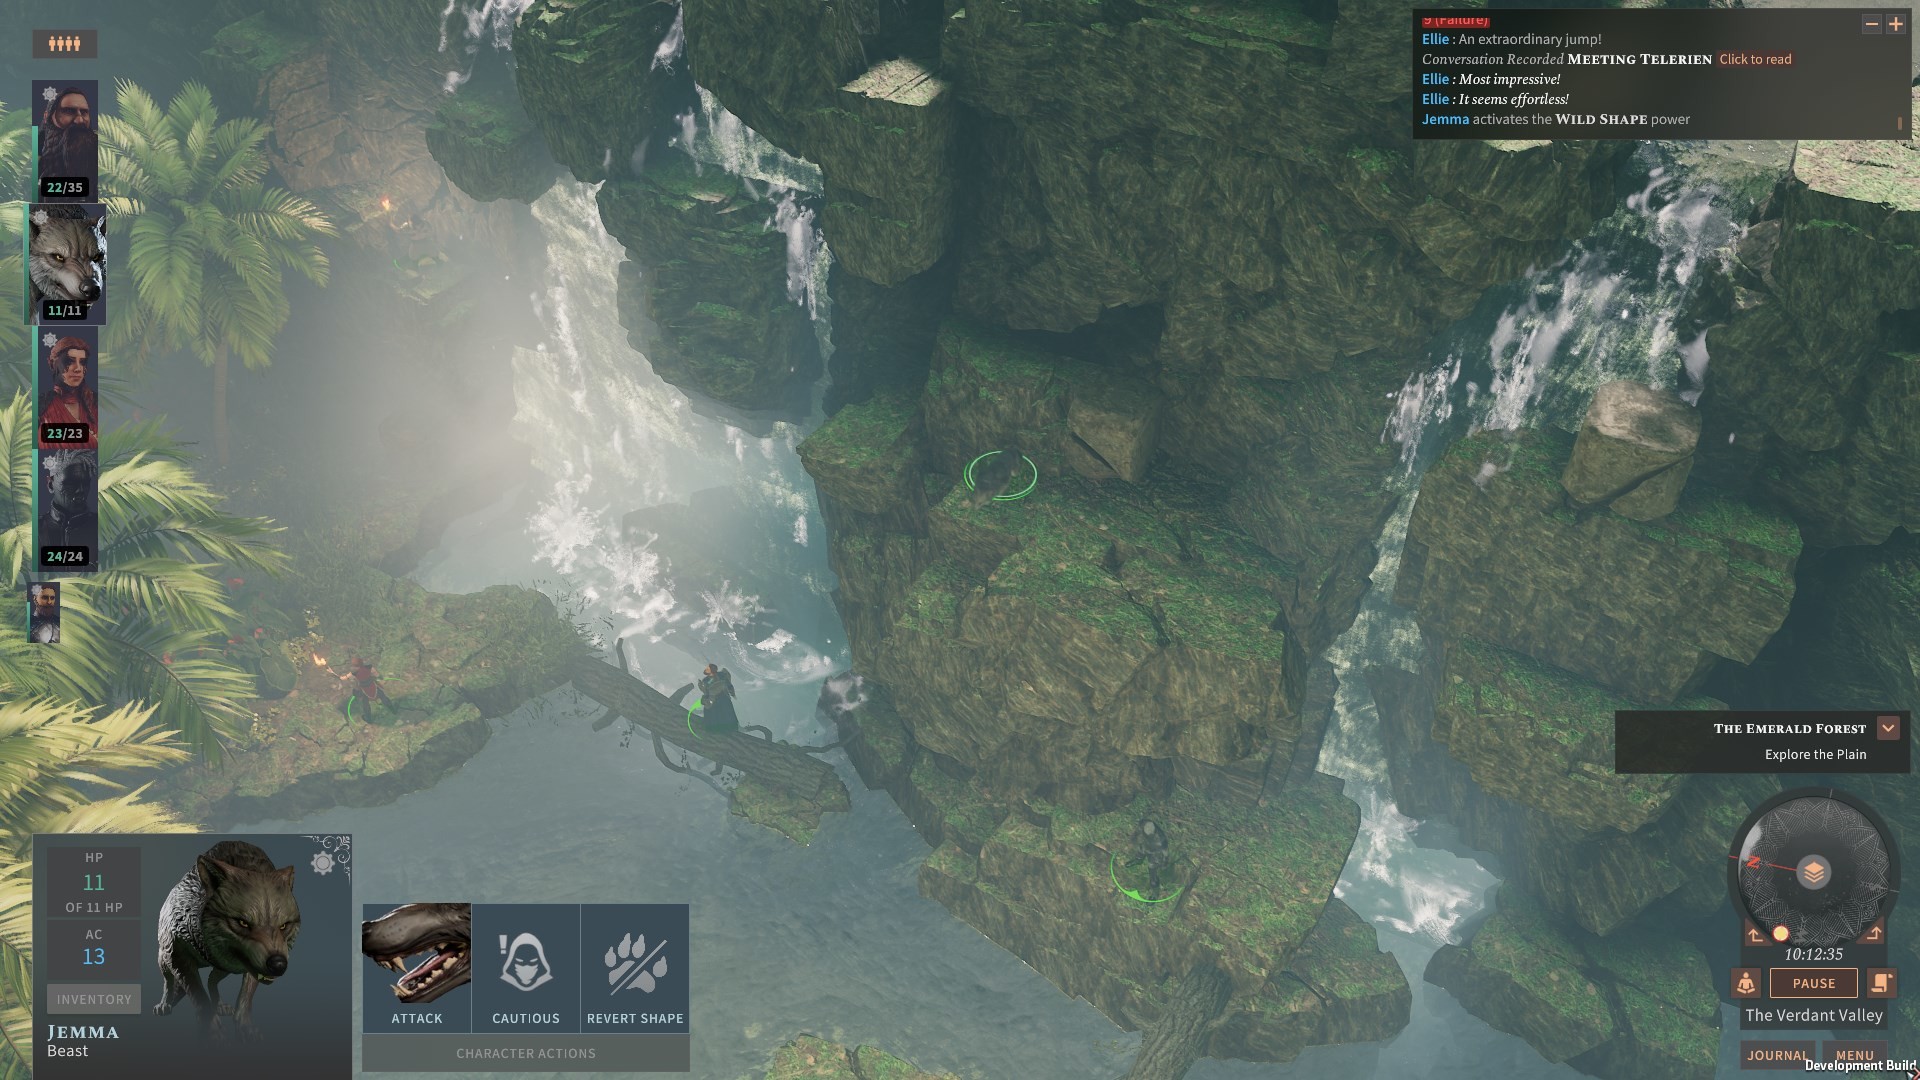 9 (Failure)
Ellie : An extraordinary jump!
Conversation Recorded MEETING TELERIEN Click to read
Ellie : Most impressive!
Ellie : It seems effortless!
Jemma activates the WILD SHAPE power
22/35
11/11
23/23
24/24
THE EMERALD FOREST
Explore the Plain
HP
11
OF 11 HP
AC
13
INVENTORY
JEMMA
Beast
ATTACK
CAUTIOUS
REVERT SHAPE
CHARACTER ACTIONS
N
10:12:35
PAUSE
The Verdant Valley
JOURNAL
MENU
Development Build